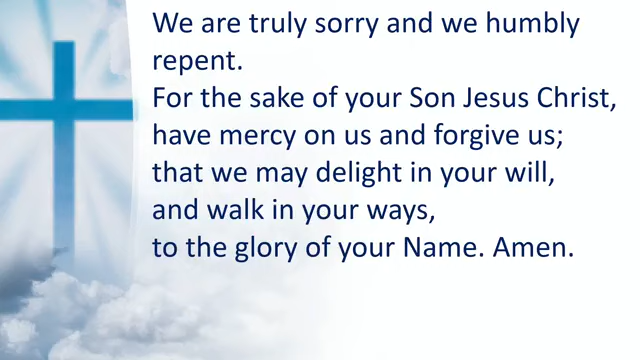 We are truly sorry and we humbly
repent.
For the sake of your Son Jesus Christ,
have mercy on us and forgive us;
that we may delight in your will,
and walk in your ways,
to the glory of your Name. Amen.